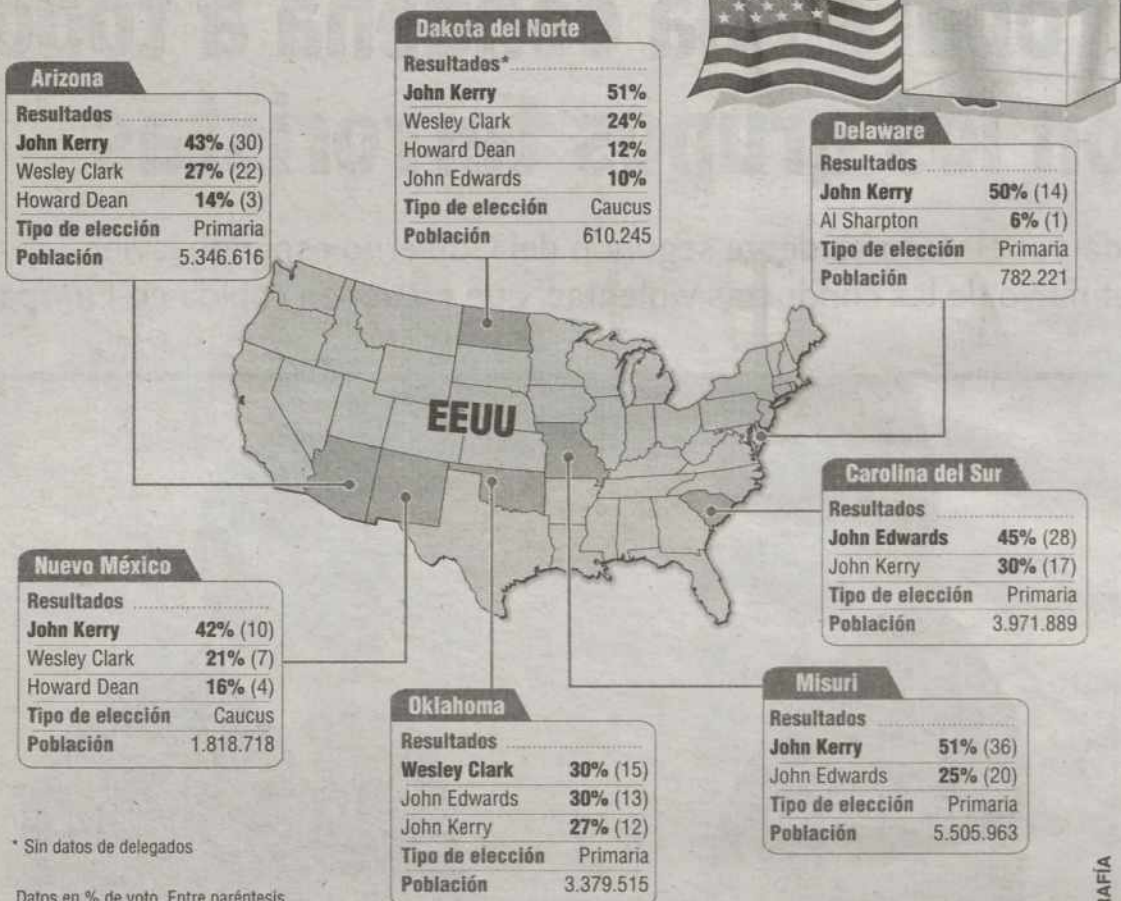 Dakota del Norte
Resultados*
John Kerry 51%
Wesley Clark 24%
Howard Dean 12%
John Edwards 10%
Tipo de elección Caucus
Población 610.245
Arizona
Resultados
John Kerry 43% (30)
Wesley Clark 27% (22)
Howard Dean 14% (3)
Tipo de elección Primaria
Población 5.346.616
Delaware
Resultados
John Kerry 50% (14)
Al Sharpton 6% (1)
Tipo de elección Primaria
Población 782.221
EEUU
Carolina del Sur
Resultados
John Edwards 45% (28)
John Kerry 30% (17)
Tipo de elección Primaria
Población 3.971.889
Nuevo México
Resultados
John Kerry 42% (10)
Wesley Clark 21% (7)
Howard Dean 16% (4)
Tipo de elección Caucus
Población 1.818.718
Oklahoma
Resultados
Wesley Clark 30% (15)
John Edwards 30% (13)
John Kerry 27% (12)
Tipo de elección Primaria
Población 3.379.515
Misuri
Resultados
John Kerry 51% (36)
John Edwards 25% (20)
Tipo de elección Primaria
Población 5.505.963
* Sin datos de delegados
Datos en % de voto. Entre paréntesis